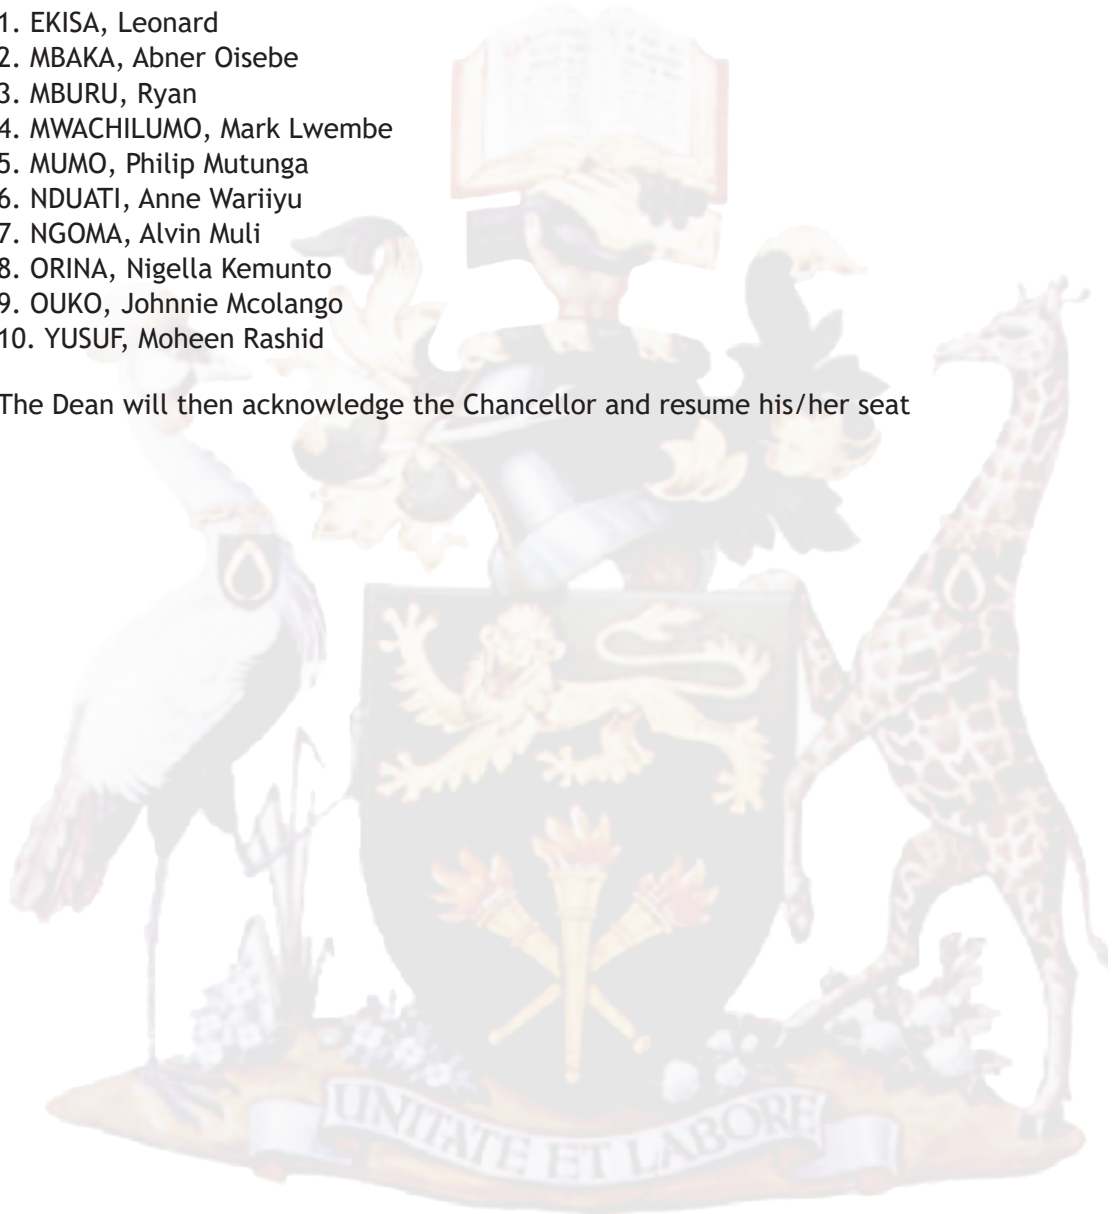 1. EKISA, Leonard
2. MBAKA, Abner Oisebe
3. MBURU, Ryan
4. MWACHILUMO, Mark Lwembe
5. MUMO, Philip Mutunga
6. NDUATI, Anne Wariiyu
7. NGOMA, Alvin Muli
8. ORINA, Nigella Kemunto
9. OUKO, Johnnie Mcolango
10. YUSUF, Moheen Rashid
The Dean will then acknowledge the Chancellor and resume his/her seat
UNITATE ET LABORE